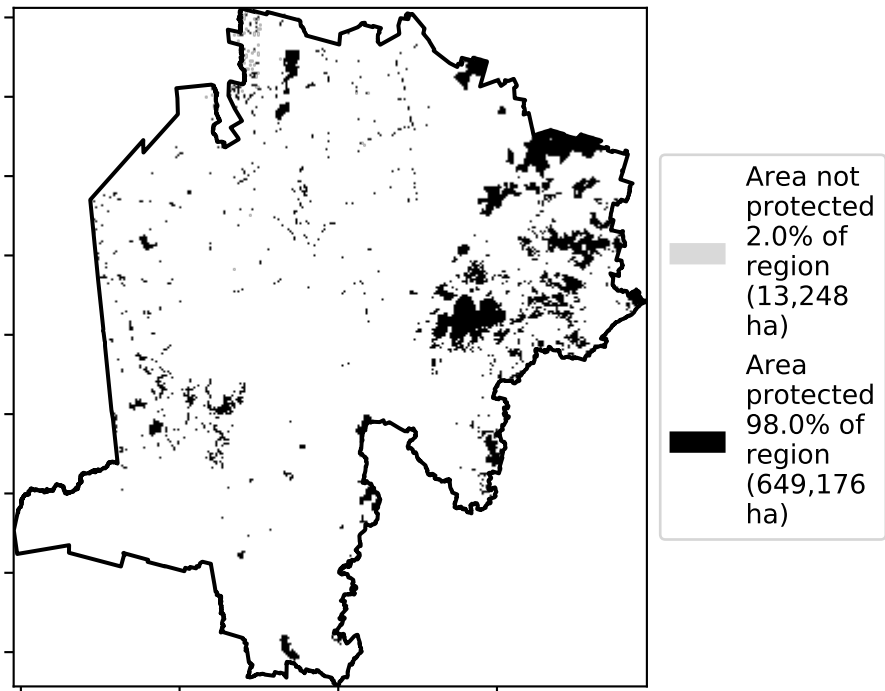 Area not
protected
2.0% of
region
(13,248
ha)
Area
protected
98.0% of
region
(649,176
ha)